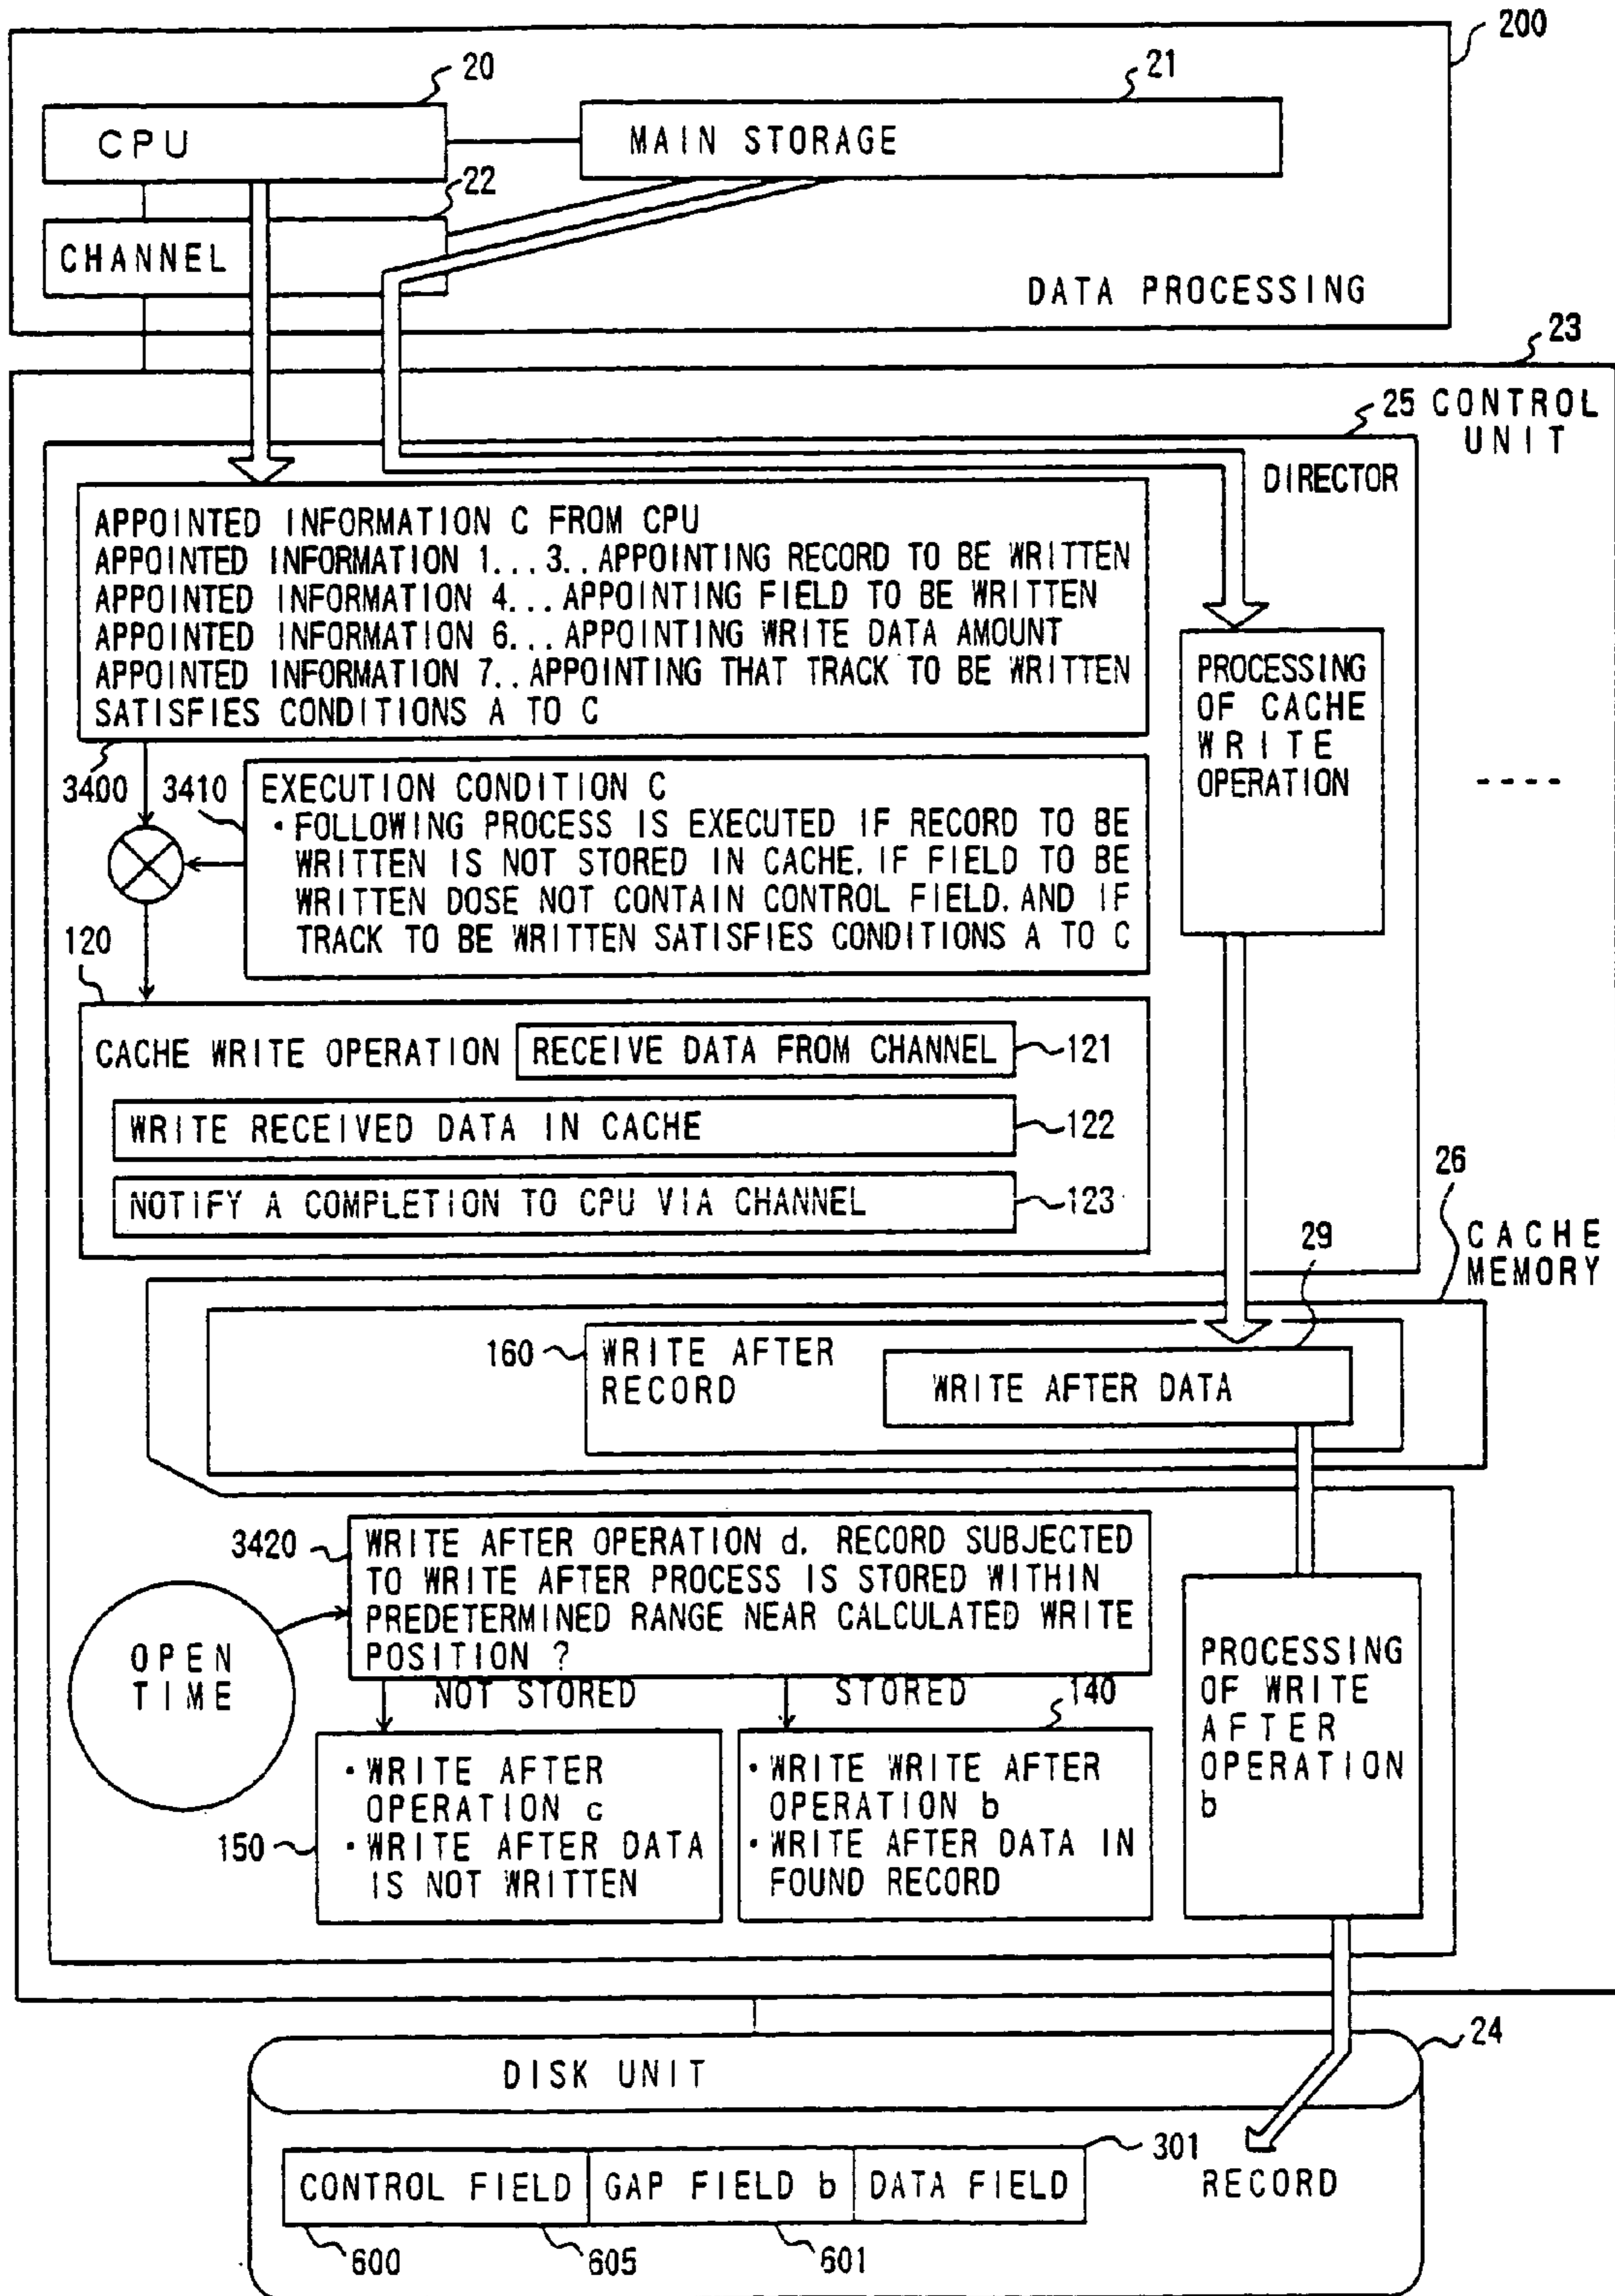 200
20
21
CPU
MAIN STORAGE
22
CHANNEL
DATA PROCESSING
23
25 CONTROL
UNIT
DIRECTOR
APPOINTED INFORMATION C FROM CPU
APPOINTED INFORMATION 1...3..APPOINTING RECORD TO BE WRITTEN
APPOINTED INFORMATION 4...APPOINTING FIELD TO BE WRITTEN
APPOINTED INFORMATION 6...APPOINTING WRITE DATA AMOUNT
APPOINTED INFORMATION 7..APPOINTING THAT TRACK TO BE WRITTEN
SATISFIES CONDITIONS A TO C
PROCESSING
OF CACHE
WRITE
OPERATION
----
3400
3410
EXECUTION CONDITION C
• FOLLOWING PROCESS IS EXECUTED IF RECORD TO BE
WRITTEN IS NOT STORED IN CACHE. IF FIELD TO BE
WRITTEN DOSE NOT CONTAIN CONTROL FIELD. AND IF
TRACK TO BE WRITTEN SATISFIES CONDITIONS A TO C
120
CACHE WRITE OPERATION
RECEIVE DATA FROM CHANNEL
121
WRITE RECEIVED DATA IN CACHE
122
NOTIFY A COMPLETION TO CPU VIA CHANNEL
123
26
CACHE
MEMORY
29
160
WRITE AFTER
RECORD
WRITE AFTER DATA
3420
WRITE AFTER OPERATION d. RECORD SUBJECTED
TO WRITE AFTER PROCESS IS STORED WITHIN
PREDETERMINED RANGE NEAR CALCULATED WRITE
POSITION ?
OPEN
TIME
NOT STORED
STORED
140
150
• WRITE AFTER
OPERATION c
• WRITE AFTER DATA
IS NOT WRITTEN
• WRITE WRITE AFTER
OPERATION b
• WRITE AFTER DATA IN
FOUND RECORD
PROCESSING
OF WRITE
AFTER
OPERATION
b
24
DISK UNIT
301
CONTROL FIELD
GAP FIELD b
DATA FIELD
RECORD
600
605
601